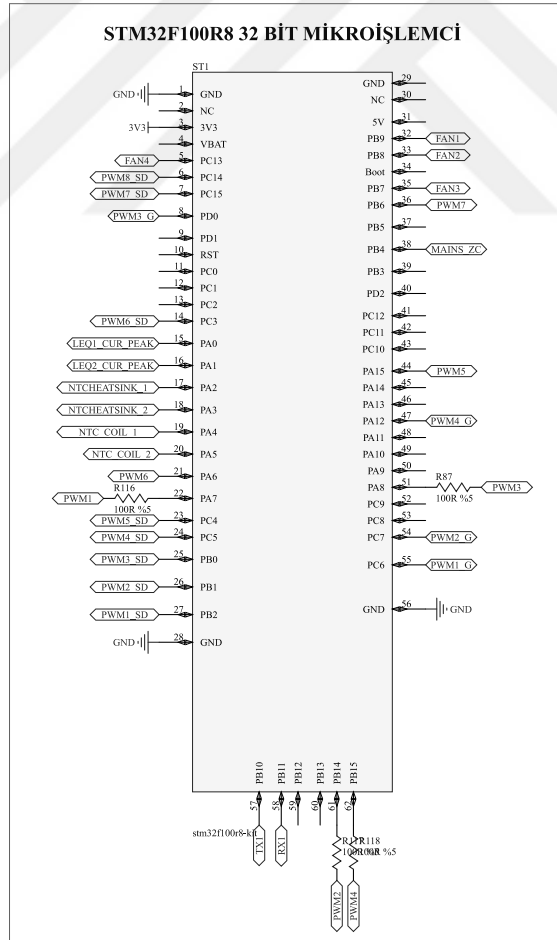 STM32F100R8 32 BİT MİKROİŞLEMCİ
ST1
GND 1 GND
2 NC
3V3 3 3V3
4 VBAT
FAN4 5 PC13
PWM8_SD 6 PC14
PWM7_SD 7 PC15
PWM3_G 8 PD0
9 PD1
10 RST
11 PC0
12 PC1
13 PC2
PWM6_SD 14 PC3
LEQ1_CUR_PEAK 15 PA0
LEQ2_CUR_PEAK 16 PA1
NTCHEATSINK_1 17 PA2
NTCHEATSINK_2 18 PA3
NTC_COIL_1 19 PA4
NTC_COIL_2 20 PA5
PWM6 21 PA6
R116
PWM1 22 PA7
100R %5
PWM5_SD 23 PC4
PWM4_SD 24 PC5
PWM3_SD 25 PB0
PWM2_SD 26 PB1
PWM1_SD 27 PB2
GND 28 GND
GND 29
NC 30
5V 31
PB9 32 FAN1
PB8 33 FAN2
Boot 34
PB7 35 FAN3
PB6 36 PWM7
PB5 37
PB4 38 MAINS_ZC
PB3 39
PD2 40
PC12 41
PC11 42
PC10 43
PA15 44 PWM5
PA14 45
PA13 46
PA12 47 PWM4_G
PA11 48
PA10 49
PA9 50
R87
PA8 51 PWM3
100R %5
PC9 52
PC8 53
PC7 54 PWM2_G
PC6 55 PWM1_G
GND 56 GND
PB10 PB11 PB12 PB13 PB14 PB15
57 58 59 60 61 62
stm32f100r8-kit
TX1 RX1
R118
%5
PWM2 PWM4